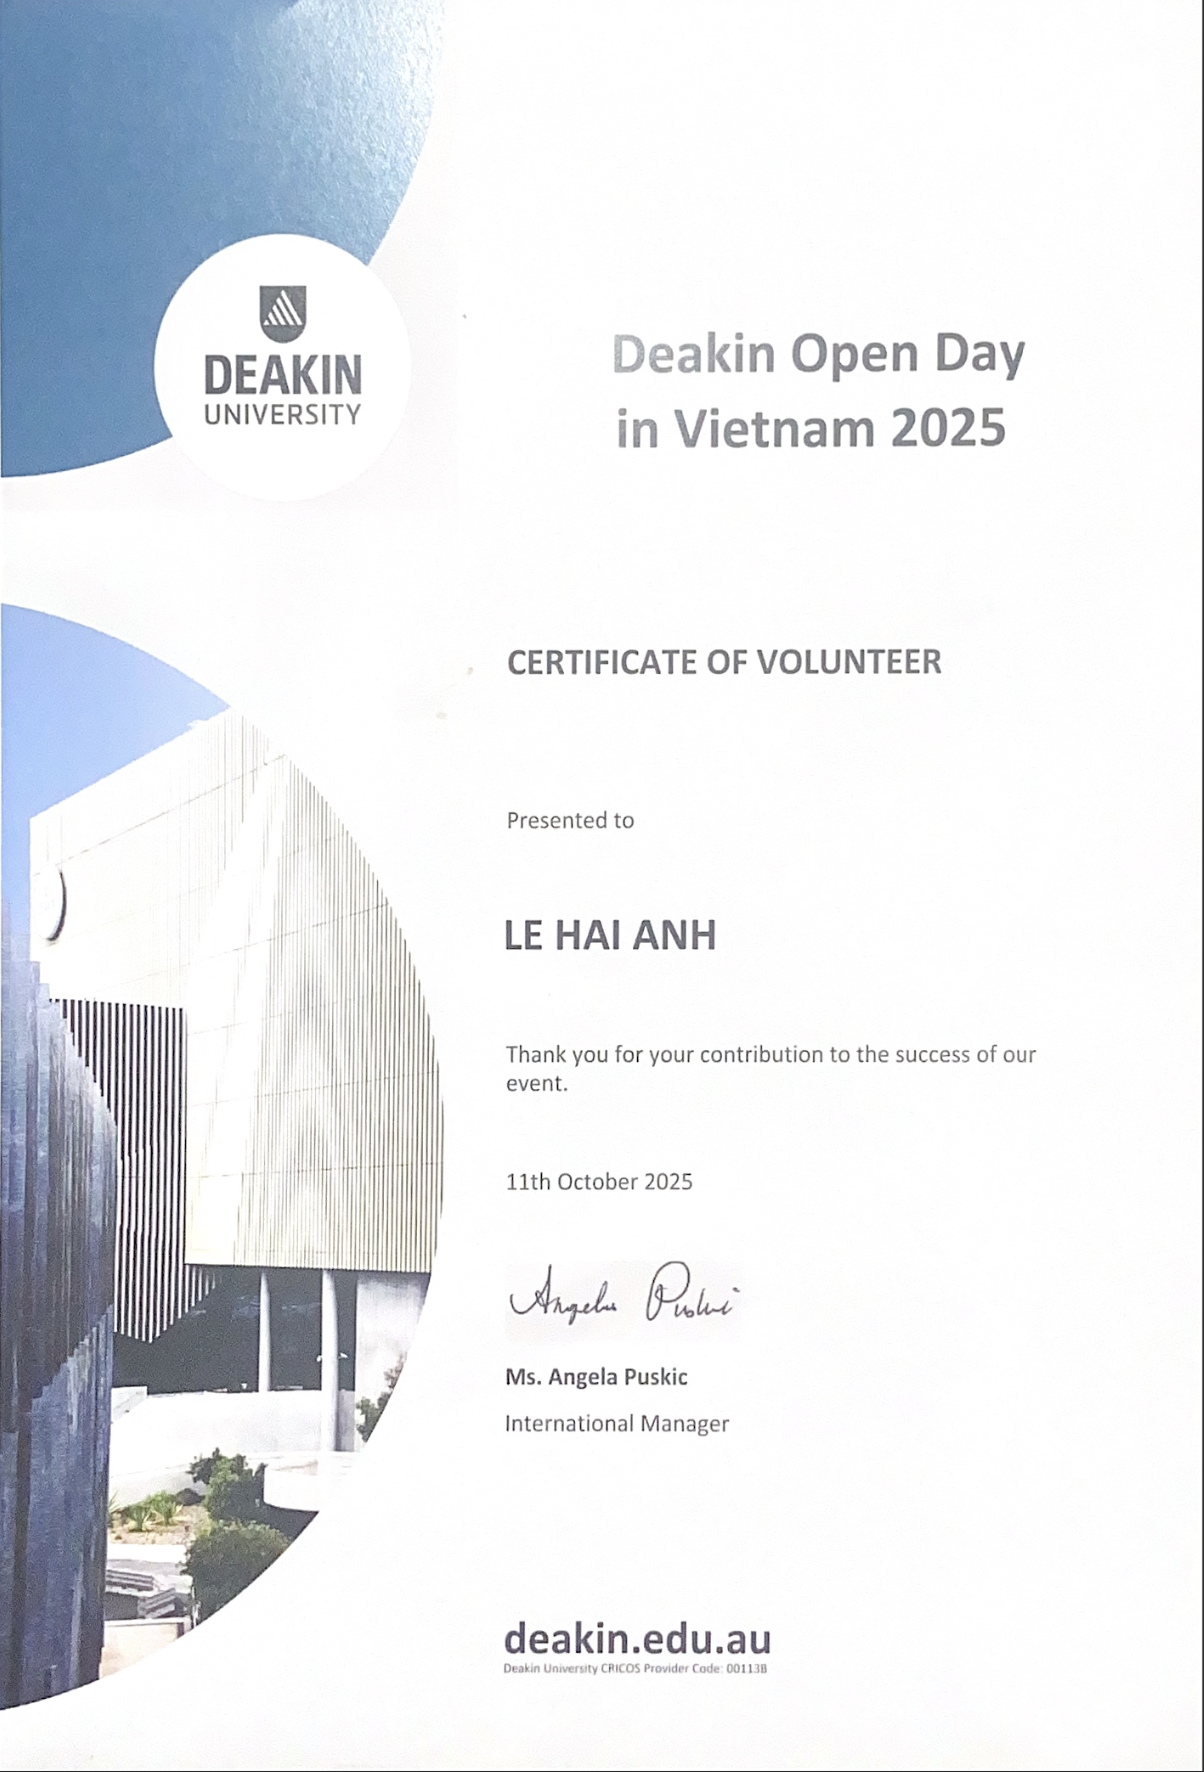 DEAKIN
UNIVERSITY
Deakin Open Day
in Vietnam 2025
CERTIFICATE OF VOLUNTEER
Presented to
LE HAI ANH
Thank you for your contribution to the success of our
event.
11th October 2025
Angela Puskic
Ms. Angela Puskic
International Manager
deakin.edu.au
Deakin University CRICOS Provider Code: 00113B